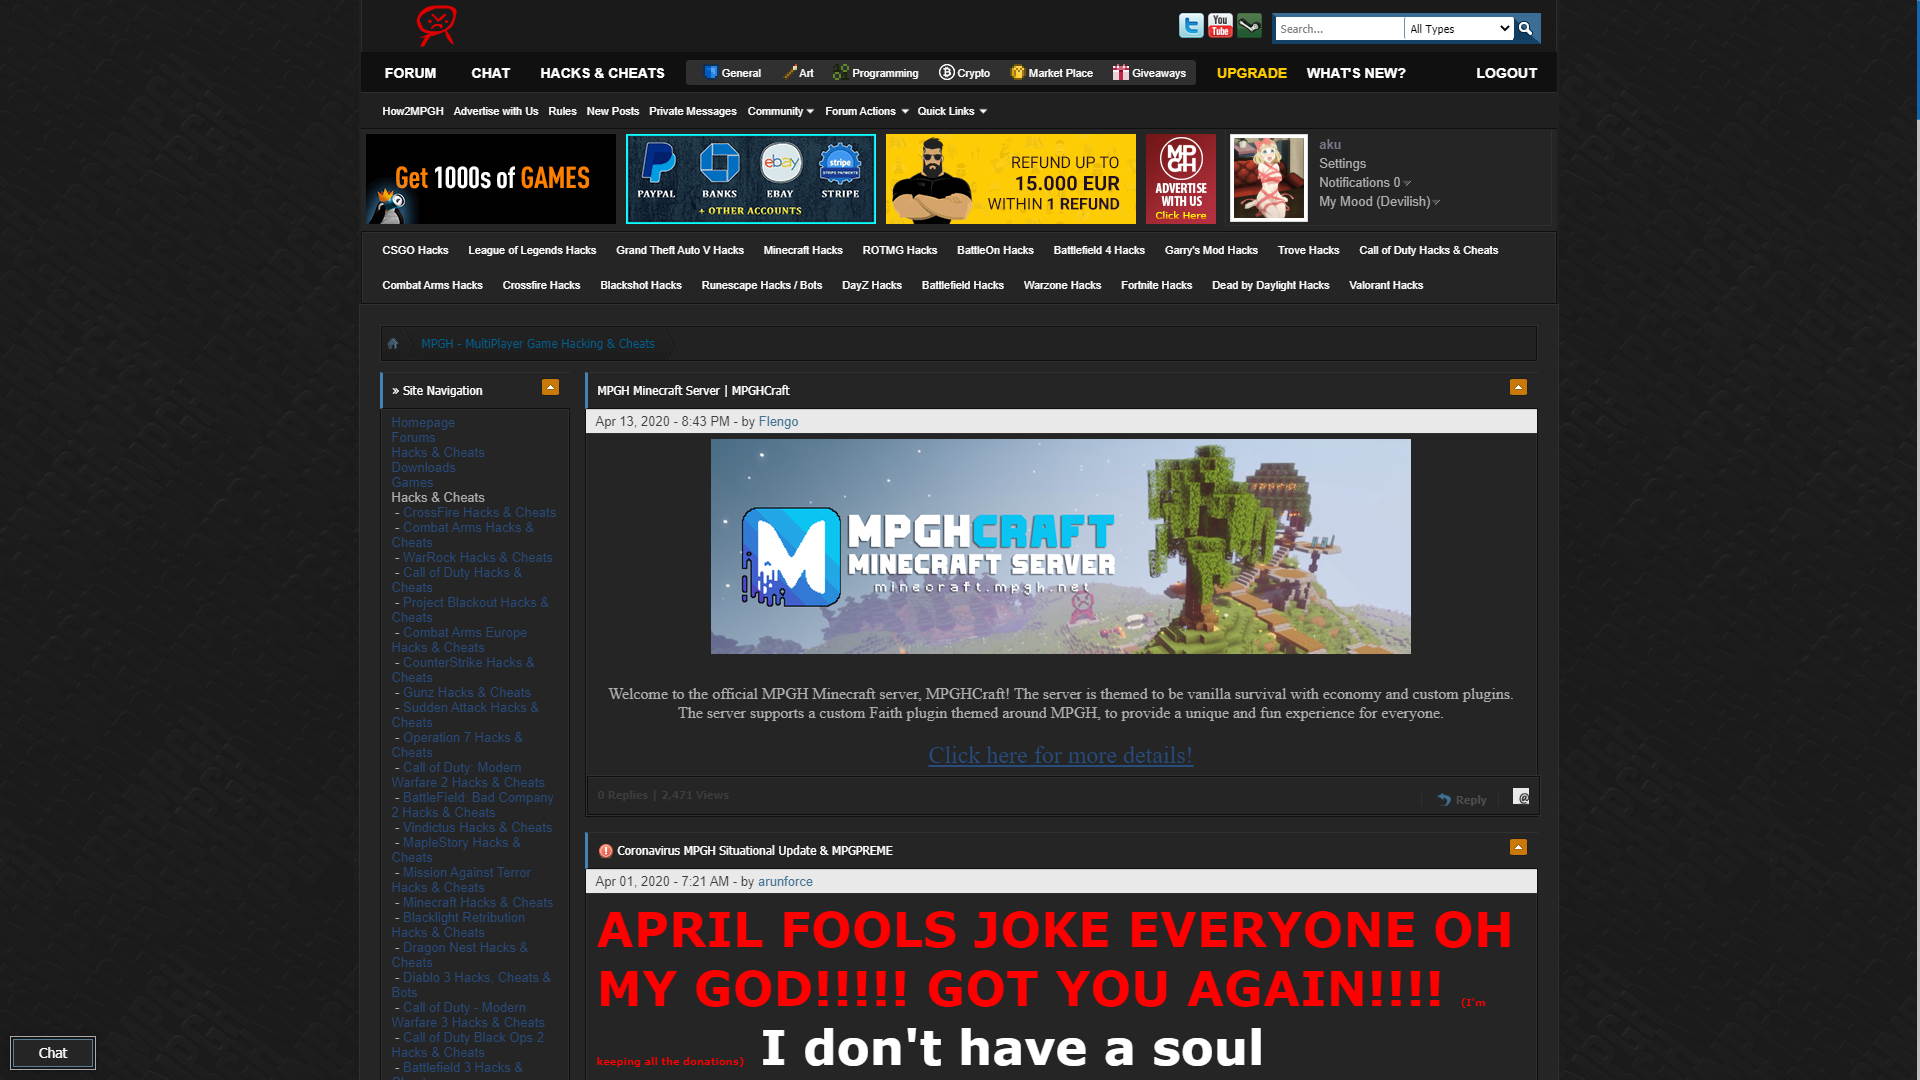 You Tube
Search...
All Types
FORUM CHAT HACKS & CHEATS General Art Programming Crypto Market Place Giveaways UPGRADE WHAT'S NEW? LOGOUT
How2MPGH Advertise with Us Rules New Posts Private Messages Community Forum Actions Quick Links
Get 1000s of GAMES
PAYPAL BANKS ebay EBAY stripe STRIPE
+ OTHER ACCOUNTS
REFUND UP TO
15.000 EUR
WITHIN 1 REFUND
MPGH
ADVERTISE
WITH US
Click Here
aku
Settings
Notifications 0
My Mood (Devilish)
CSGO Hacks League of Legends Hacks Grand Theft Auto V Hacks Minecraft Hacks ROTMG Hacks BattleOn Hacks Battlefield 4 Hacks Garry's Mod Hacks Trove Hacks Call of Duty Hacks & Cheats
Combat Arms Hacks Crossfire Hacks Blackshot Hacks Runescape Hacks / Bots DayZ Hacks Battlefield Hacks Warzone Hacks Fortnite Hacks Dead by Daylight Hacks Valorant Hacks
MPGH - MultiPlayer Game Hacking & Cheats
» Site Navigation
Homepage
Forums
Hacks & Cheats
Downloads
Games
Hacks & Cheats
- CrossFire Hacks & Cheats
- Combat Arms Hacks &
Cheats
- WarRock Hacks & Cheats
- Call of Duty Hacks &
Cheats
- Project Blackout Hacks &
Cheats
- Combat Arms Europe
Hacks & Cheats
- CounterStrike Hacks &
Cheats
- Gunz Hacks & Cheats
- Sudden Attack Hacks &
Cheats
- Operation 7 Hacks &
Cheats
- Call of Duty: Modern
Warfare 2 Hacks & Cheats
- BattleField: Bad Company
2 Hacks & Cheats
- Vindictus Hacks & Cheats
- MapleStory Hacks &
Cheats
- Mission Against Terror
Hacks & Cheats
- Minecraft Hacks & Cheats
- Blacklight Retribution
Hacks & Cheats
- Dragon Nest Hacks &
Cheats
- Diablo 3 Hacks, Cheats &
Bots
- Call of Duty - Modern
Warfare 3 Hacks & Cheats
- Call of Duty Black Ops 2
Hacks & Cheats
- Battlefield 3 Hacks &
MPGH Minecraft Server | MPGHCraft
Apr 13, 2020 - 8:43 PM - by Flengo
M
MPGHCRAFT
MINECRAFT SERVER
minecraft.mpgh.net
Welcome to the official MPGH Minecraft server, MPGHCraft! The server is themed to be vanilla survival with economy and custom plugins.
The server supports a custom Faith plugin themed around MPGH, to provide a unique and fun experience for everyone.
Click here for more details!
0 Replies | 2,471 Views
Reply
@
Coronavirus MPGH Situational Update & MPGPREME
Apr 01, 2020 - 7:21 AM - by arunforce
APRIL FOOLS JOKE EVERYONE OH
MY GOD!!!!! GOT YOU AGAIN!!!! (I'm
keeping all the donations) I don't have a soul
Chat